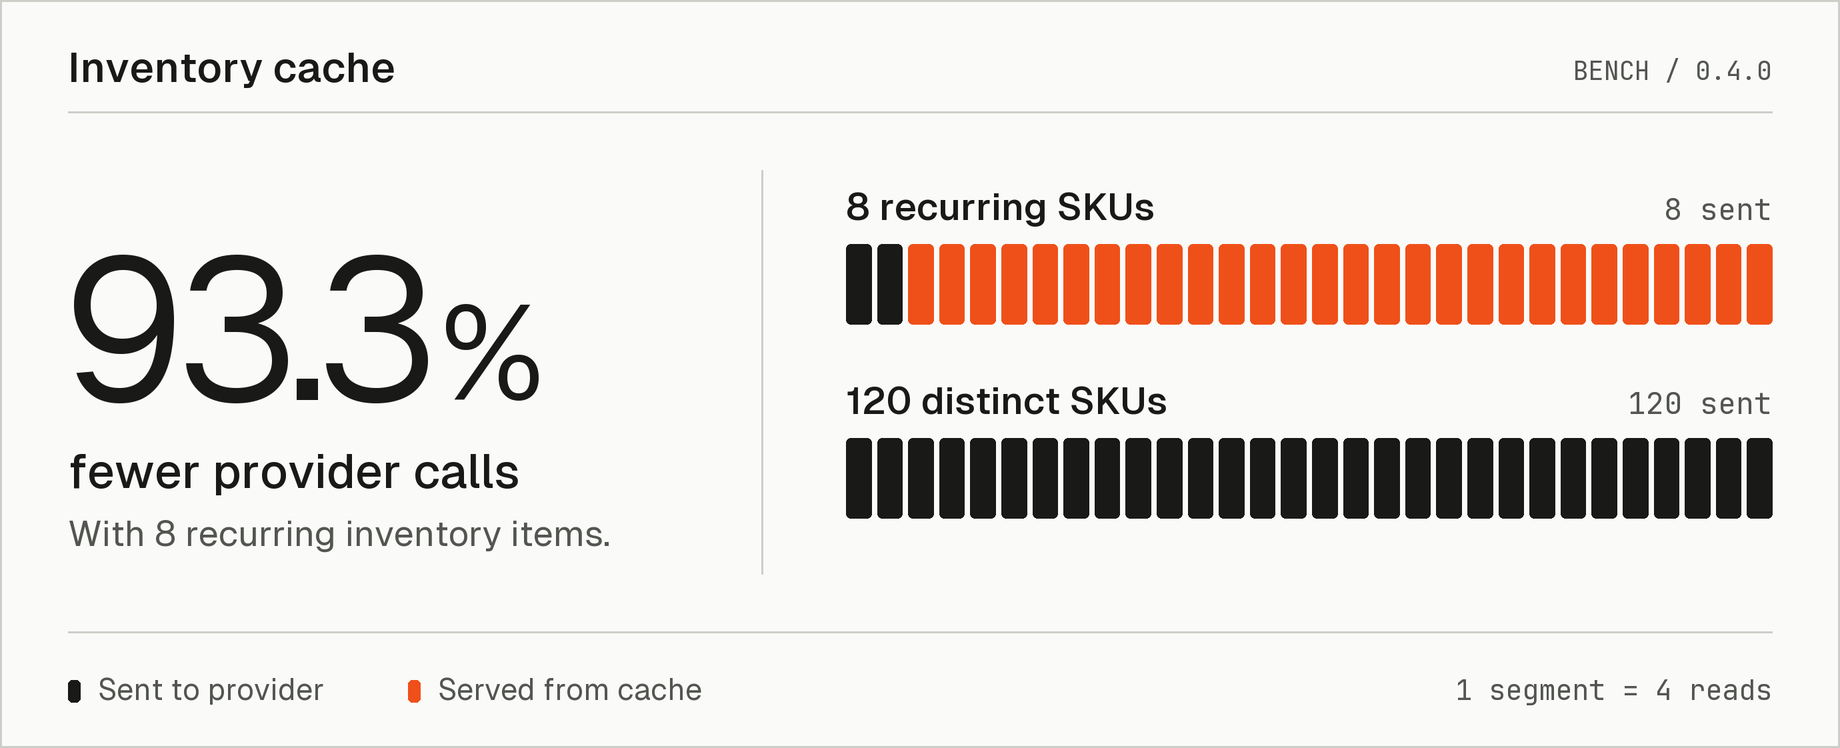 Inventory cache
BENCH / 0.4.0
93.3%
fewer provider calls
With 8 recurring inventory items.
8 recurring SKUs
8 sent
120 distinct SKUs
120 sent
Sent to provider
Served from cache
1 segment = 4 reads